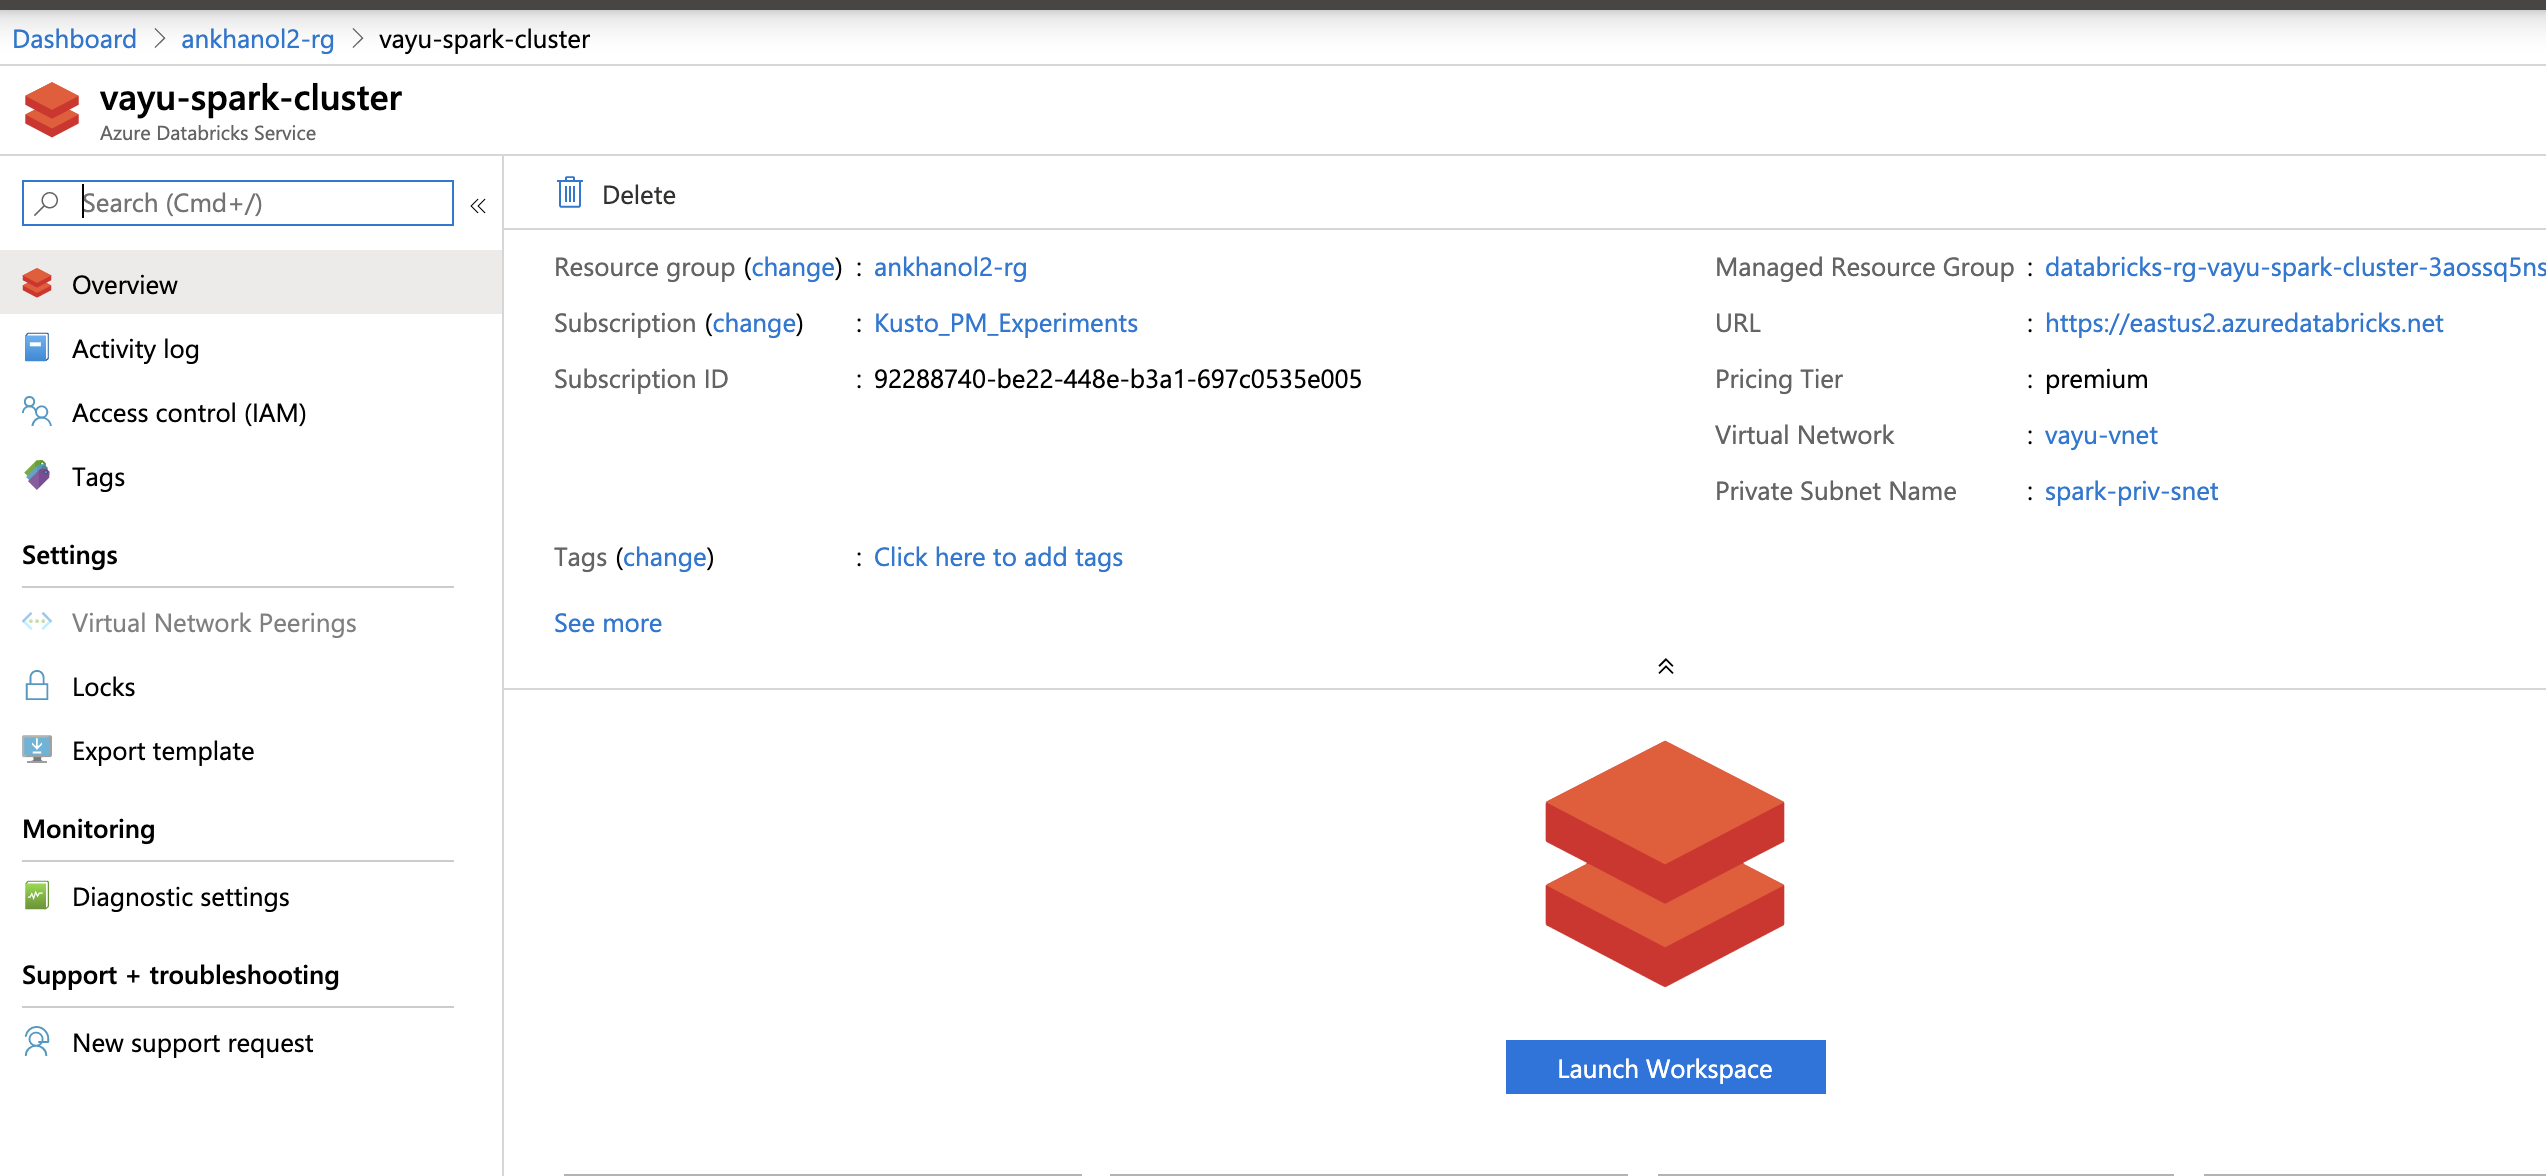 Dashboard > ankhanol2-rg > vayu-spark-cluster
vayu-spark-cluster
Azure Databricks Service
Search (Cmd+/)
«
Overview
Activity log
Access control (IAM)
Tags
Settings
Virtual Network Peerings
Locks
Export template
Monitoring
Diagnostic settings
Support + troubleshooting
New support request
Delete
Resource group (change) : ankhanol2-rg
Subscription (change) : Kusto_PM_Experiments
Subscription ID : 92288740-be22-448e-b3a1-697c0535e005
Tags (change) : Click here to add tags
See more
Managed Resource Group : databricks-rg-vayu-spark-cluster-3aossq5ns
URL : https://eastus2.azuredatabricks.net
Pricing Tier : premium
Virtual Network : vayu-vnet
Private Subnet Name : spark-priv-snet
Launch Workspace